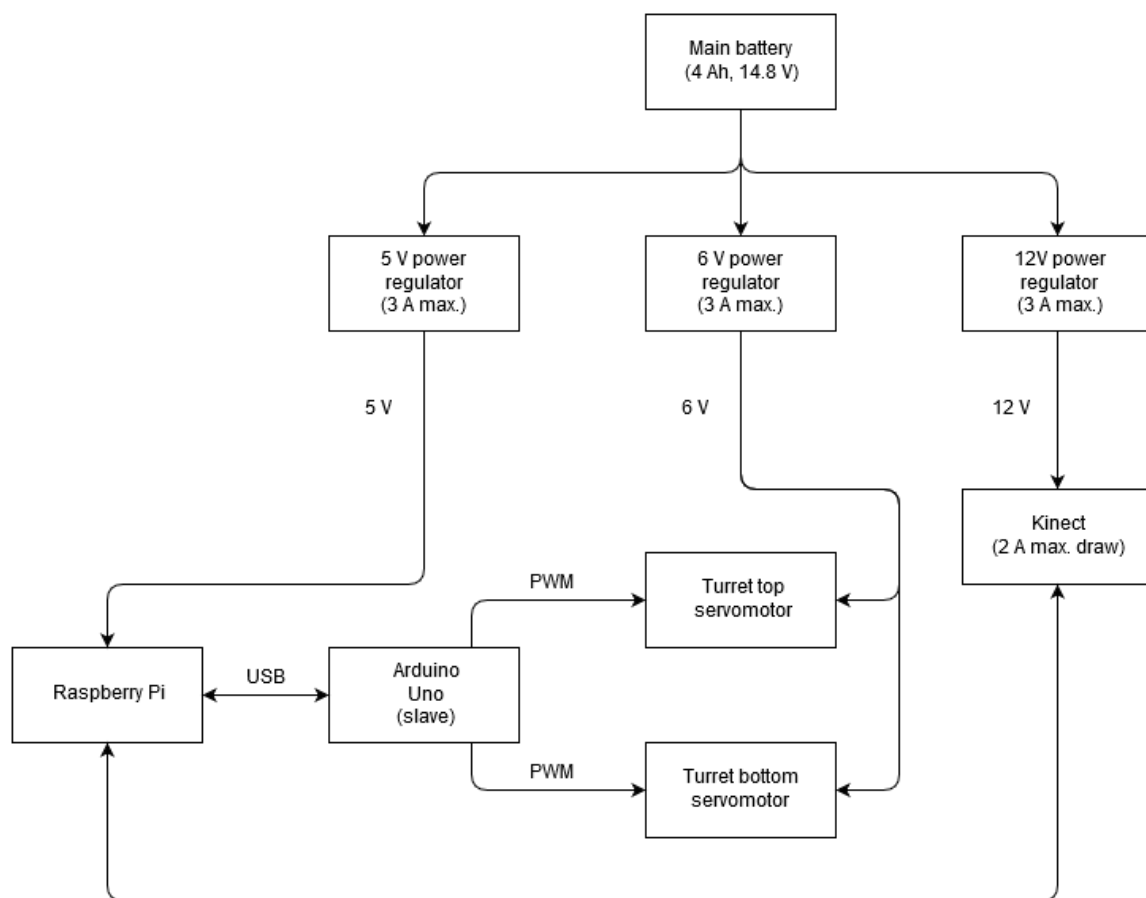 Main battery
(4 Ah, 14.8 V)
5 V power
regulator
(3 A max.)
6 V power
regulator
(3 A max.)
12V power
regulator
(3 A max.)
5 V
6 V
12 V
Kinect
(2 A max. draw)
PWM
Turret top
servomotor
Raspberry Pi
USB
Arduino
Uno
(slave)
PWM
Turret bottom
servomotor